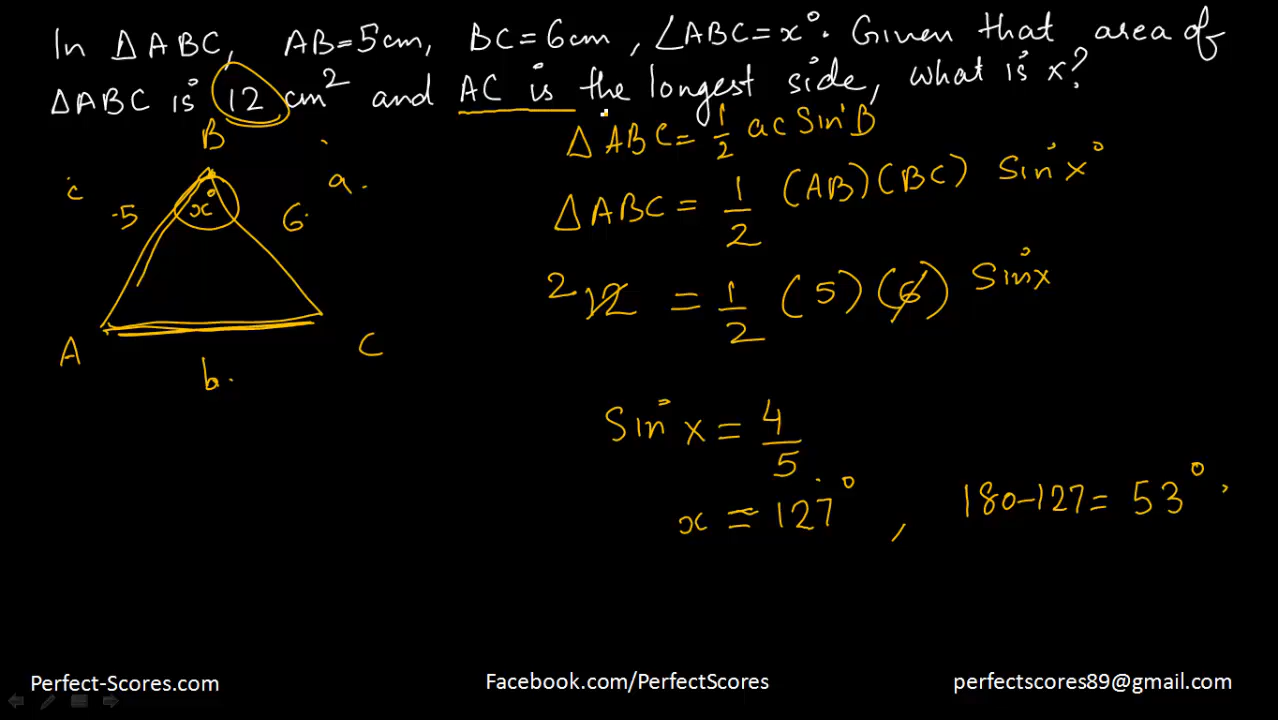 In ΔABC, AB=5cm, BC=6cm, ∠ABC=x°. Given that area of
ΔABC is 12 cm² and AC is the longest side, what is x?
B
c
a.
x°
5
6
A
C
b.
ΔABC = 1/2 ac Sin B
ΔABC = 1/2 (AB)(BC) Sin x°
2 12 = 1/2 (5)(6) Sin x
Sin x = 4/5
x = 127°, 180-127= 53°,
Perfect-Scores.com
Facebook.com/PerfectScores
perfectscores89@gmail.com